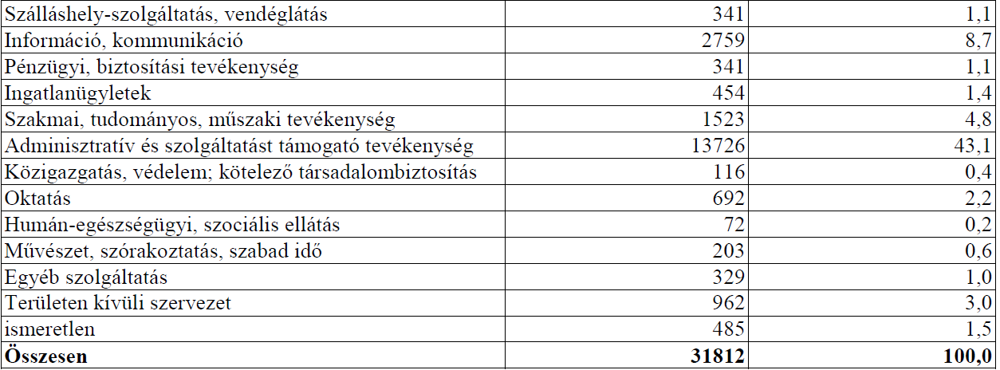 Szálláshely-szolgáltatás, vendéglátás 341 1,1
Információ, kommunikáció 2759 8,7
Pénzügyi, biztosítási tevékenység 341 1,1
Ingatlanügyletek 454 1,4
Szakmai, tudományos, műszaki tevékenység 1523 4,8
Adminisztratív és szolgáltatást támogató tevékenység 13726 43,1
Közigazgatás, védelem; kötelező társadalombiztosítás 116 0,4
Oktatás 692 2,2
Humán-egészségügyi, szociális ellátás 72 0,2
Művészet, szórakoztatás, szabad idő 203 0,6
Egyéb szolgáltatás 329 1,0
Területen kívüli szervezet 962 3,0
ismeretlen 485 1,5
Összesen 31812 100,0